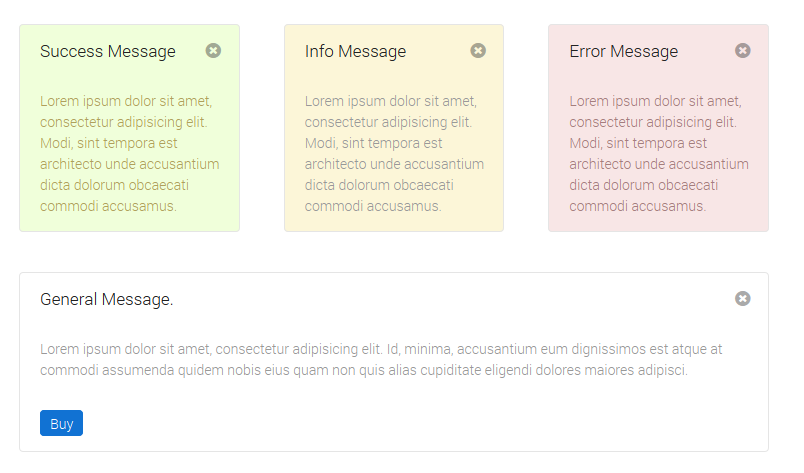 Success Message
Lorem ipsum dolor sit amet,
consectetur adipisicing elit.
Modi, sint tempora est
architecto unde accusantium
dicta dolorum obcaecati
commodi accusamus.
Info Message
Lorem ipsum dolor sit amet,
consectetur adipisicing elit.
Modi, sint tempora est
architecto unde accusantium
dicta dolorum obcaecati
commodi accusamus.
Error Message
Lorem ipsum dolor sit amet,
consectetur adipisicing elit.
Modi, sint tempora est
architecto unde accusantium
dicta dolorum obcaecati
commodi accusamus.
General Message.
Lorem ipsum dolor sit amet, consectetur adipisicing elit. Id, minima, accusantium eum dignissimos est atque at
commodi assumenda quidem nobis eius quam non quis alias cupiditate eligendi dolores maiores adipisci.
Buy